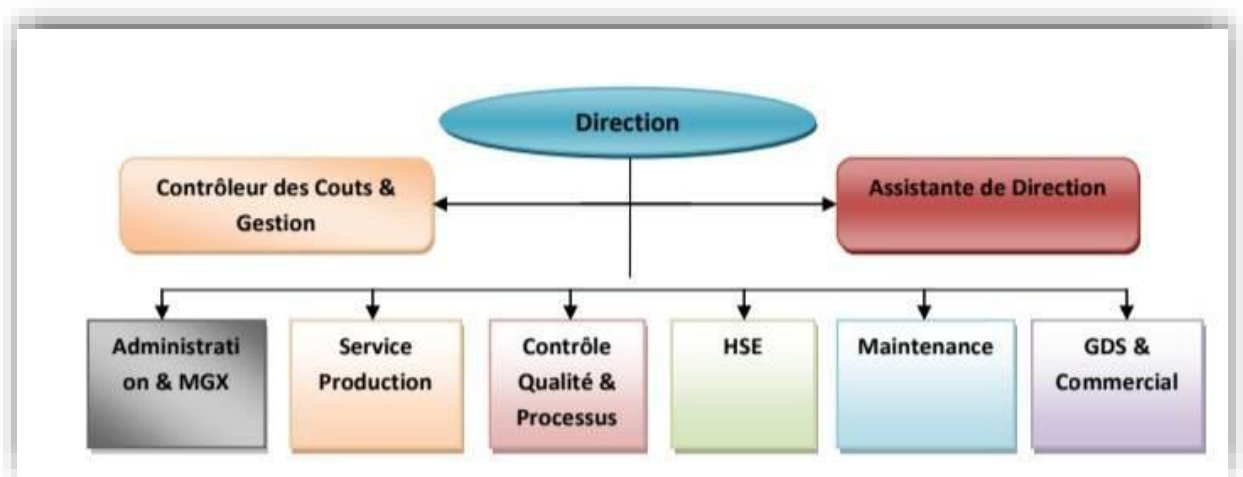 Direction
Contrôleur des Couts &
Gestion
Assistante de Direction
Administrati
on & MGX
Service
Production
Contrôle
Qualité &
Processus
HSE
Maintenance
GDS &
Commercial